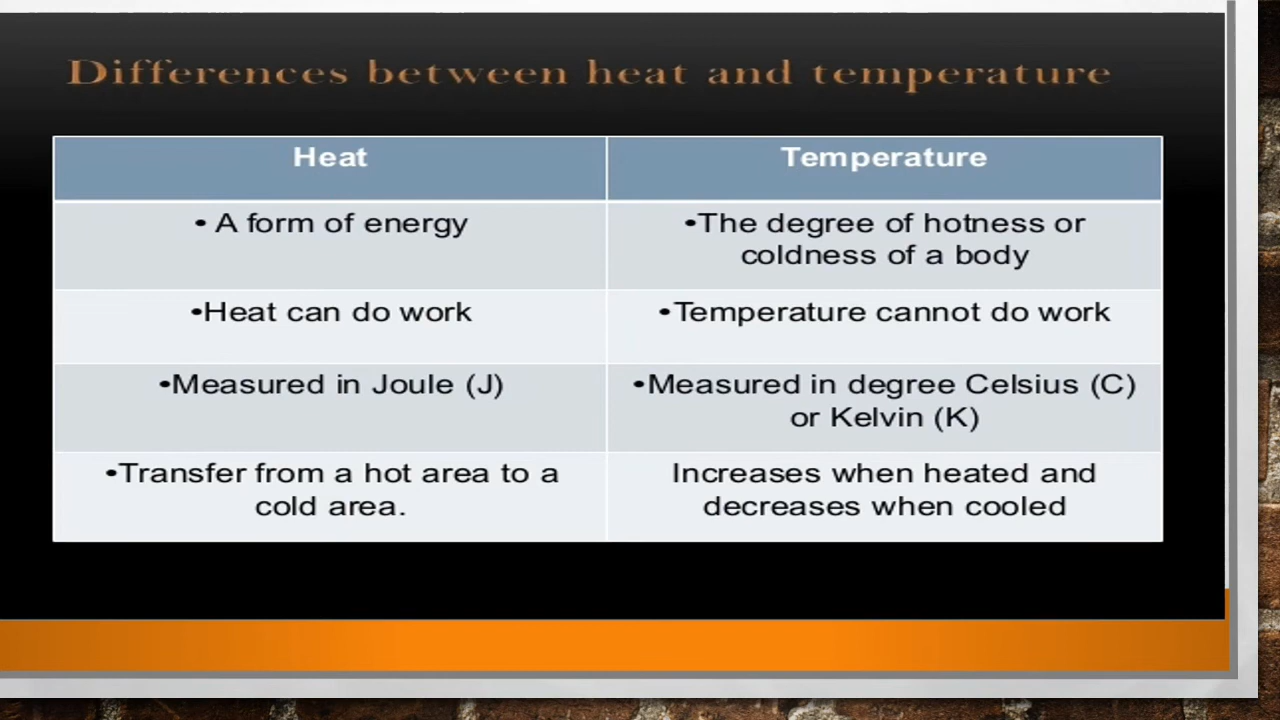 Differences between heat and temperature
Heat
Temperature
• A form of energy
•The degree of hotness or
coldness of a body
•Heat can do work
•Temperature cannot do work
•Measured in Joule (J)
•Measured in degree Celsius (C)
or Kelvin (K)
•Transfer from a hot area to a
cold area.
Increases when heated and
decreases when cooled